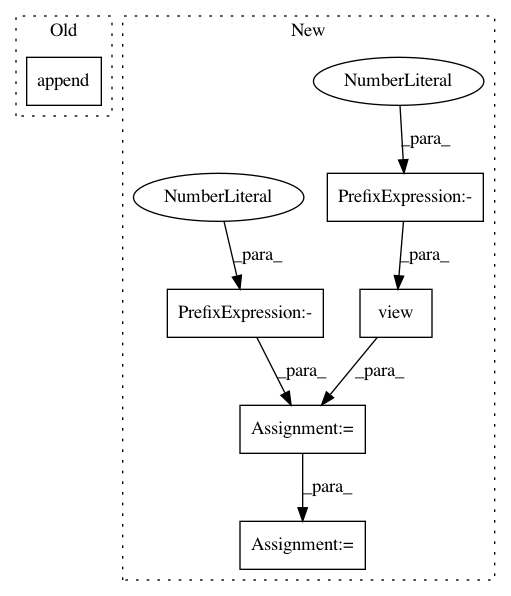 Old
New
append
NumberLiteral
_para_
NumberLiteral
PrefixExpression:-
_para_
_para_
PrefixExpression:-
view
_para_
_para_
Assignment:=
_para_
Assignment:=